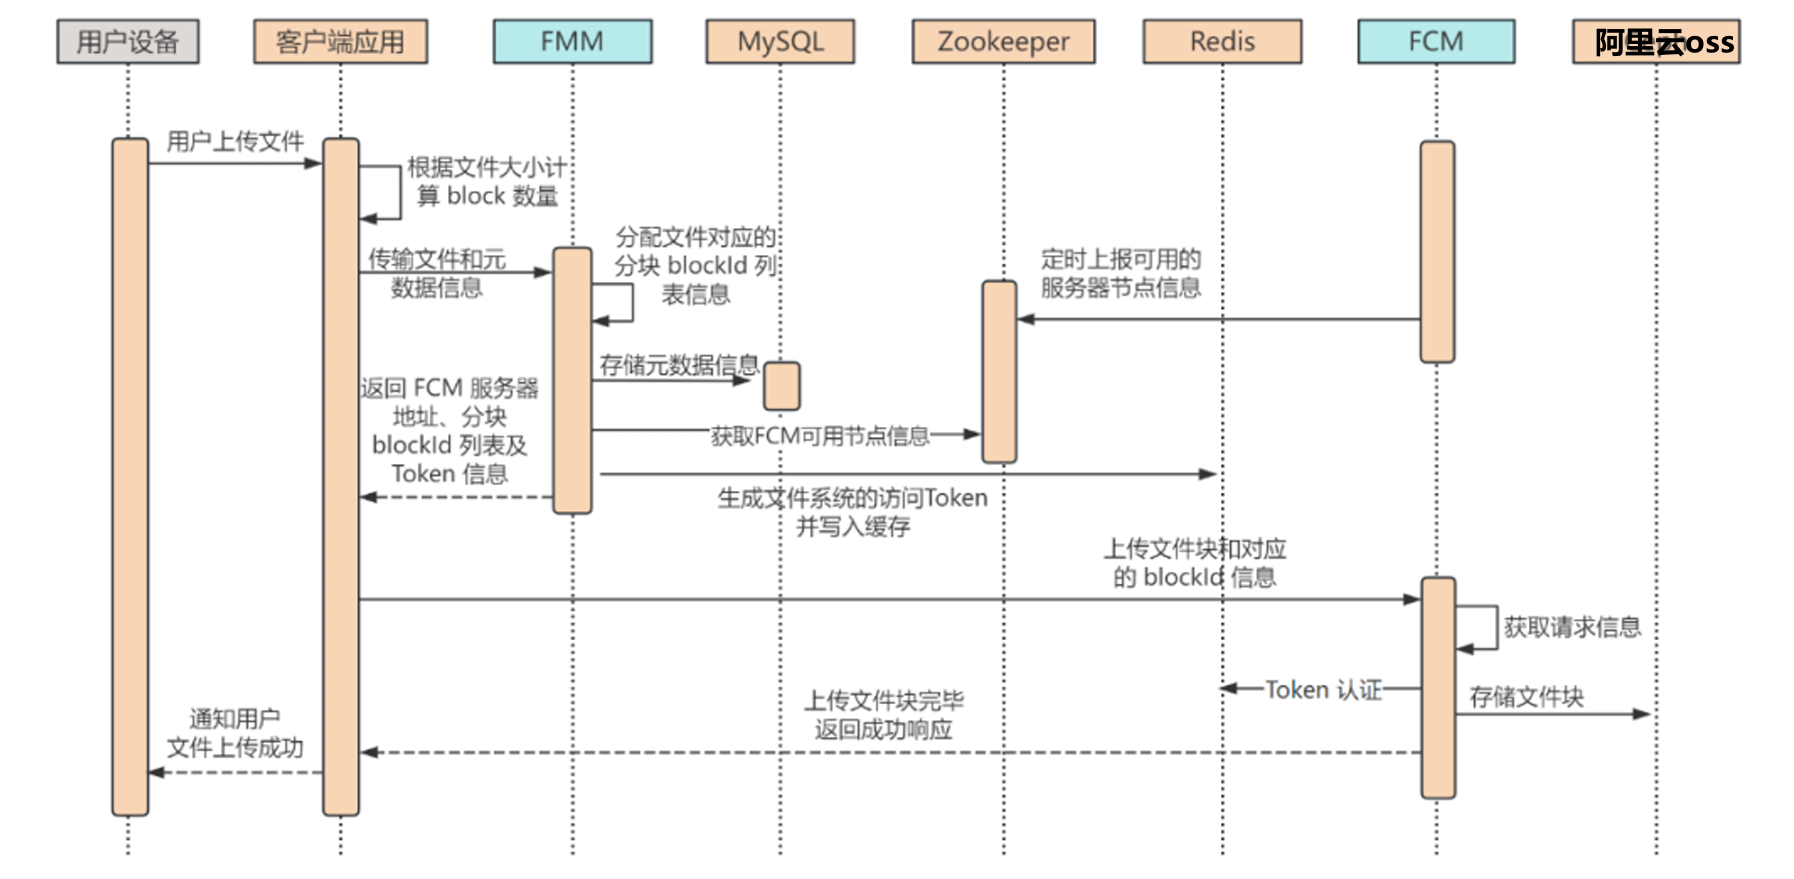 用户设备
客户端应用
FMM
MySQL
Zookeeper
Redis
FCM
阿里云oss
用户上传文件
根据文件大小计
算 block 数量
传输文件和元
数据信息
分配文件对应的
分块 blockId 列
表信息
定时上报可用的
服务器节点信息
存储元数据信息
返回 FCM 服务器
地址、分块
blockId 列表及
Token 信息
获取FCM可用节点信息
生成文件系统的访问Token
并写入缓存
上传文件块和对应
的 blockId 信息
获取请求信息
Token 认证
存储文件块
上传文件块完毕
返回成功响应
通知用户
文件上传成功